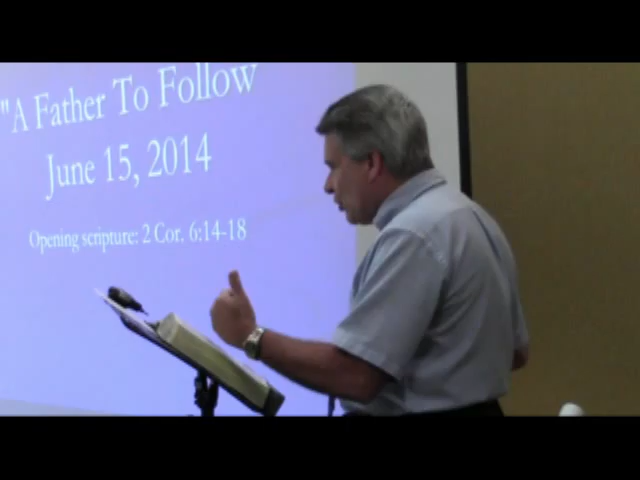 "A Father To Follow
June 15, 2014
Opening scripture: 2 Cor. 6:14-18